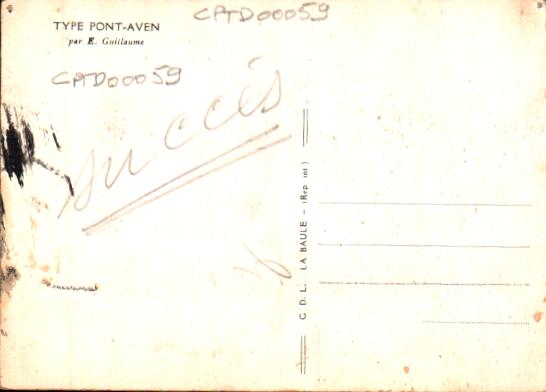 CPTD00059
TYPE PONT-AVEN
par E. Guillaume
CPTD00059
succès
C. D. L. LA BAULE – (Rep int)